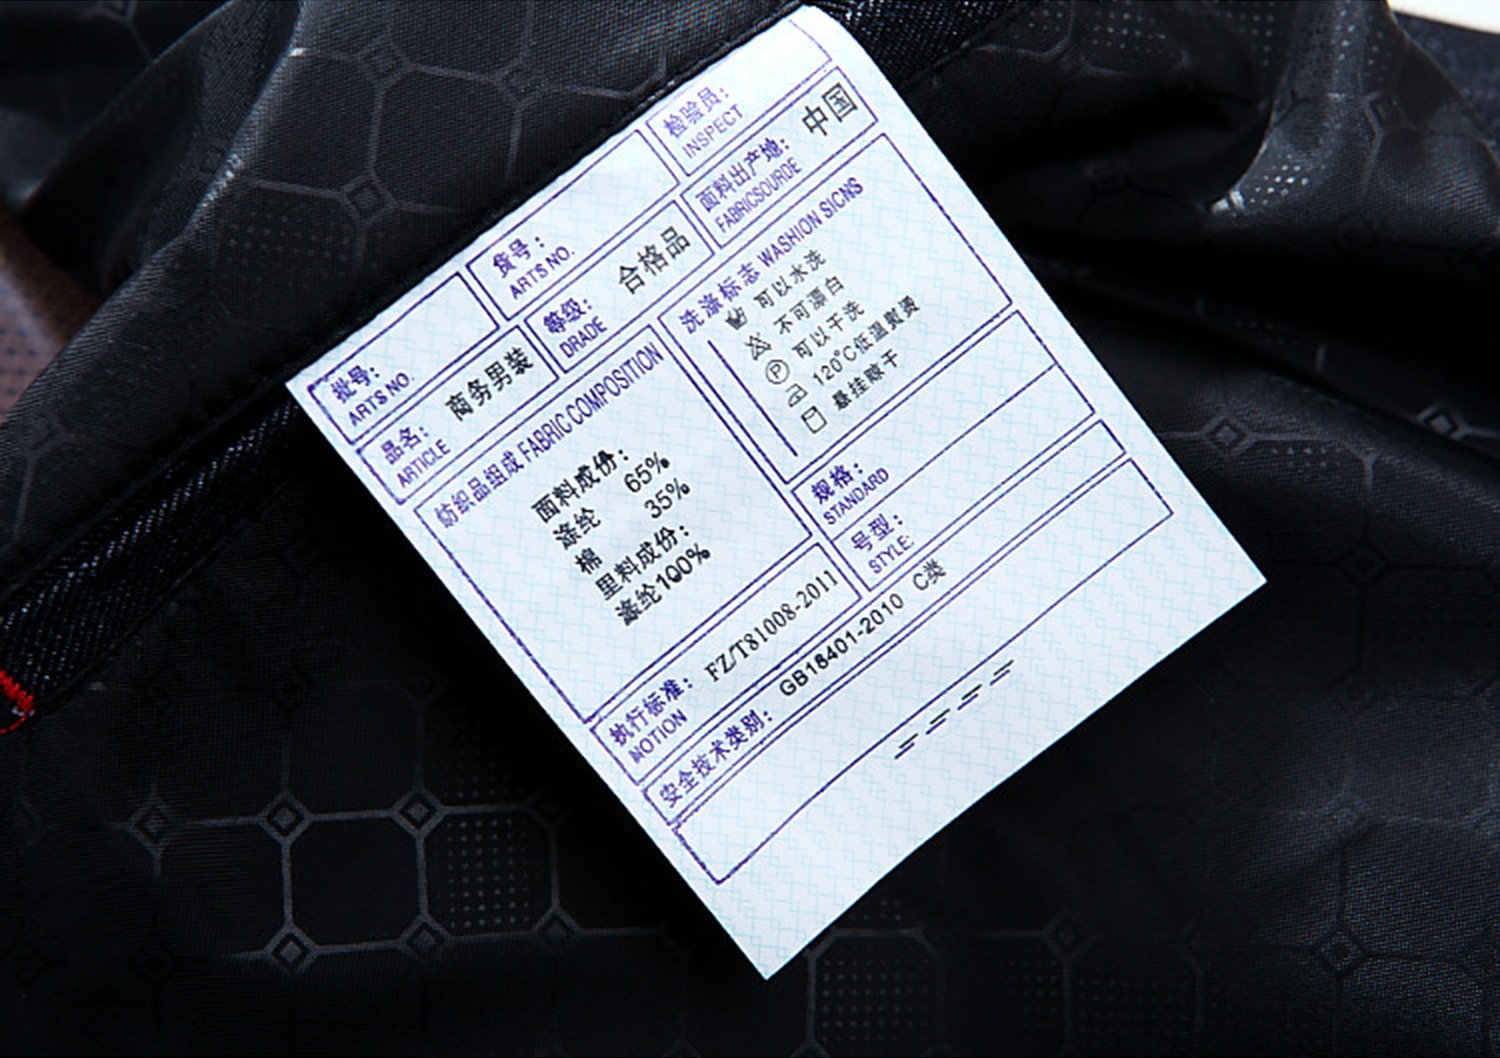 检验员：
INSPECT
货号：
ARTS NO.
批号：
ARTS NO.
面料出产地： 中国
FABRICSOURDE
等级： 合格品
DRADE
品名： 商务男装
ARTICLE
洗涤标志 WASHION SIGNS
可以水洗
不可漂白
P 可以干洗
120°C低温熨烫
悬挂晾干
纺织品组成 FABRIC COMPOSITION
面料成份：
涤纶 65%
棉 35%
里料成份：
涤纶100%
规格：
STANDARD
号型：
STYLE:
执行标准： FZ/T81008-2011
NOTION
安全技术类别： GB18401-2010 C类